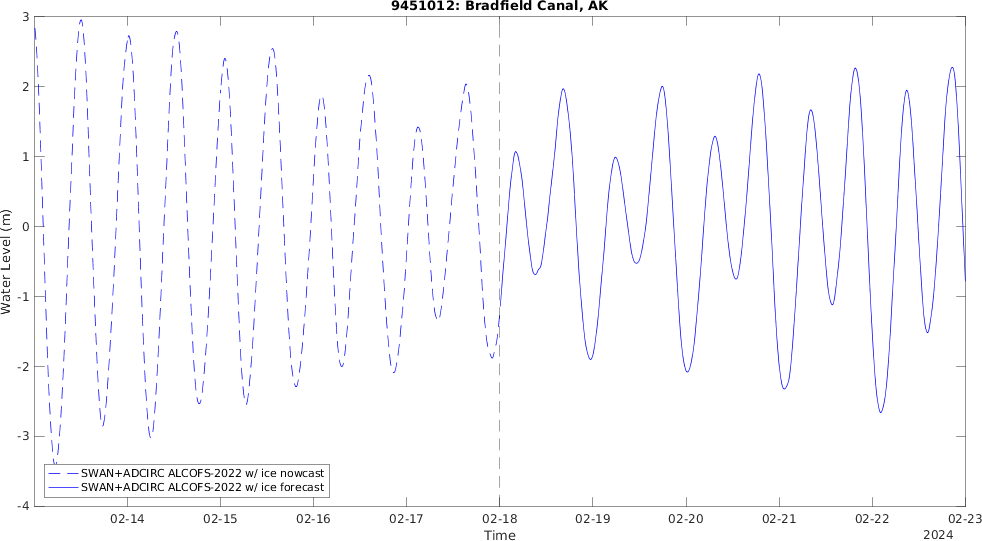 9451012: Bradfield Canal, AK
3
2
1
0
-1
-2
-3
-4
Water Level (m)
SWAN+ADCIRC ALCOFS-2022 w/ ice nowcast
SWAN+ADCIRC ALCOFS-2022 w/ ice forecast
02-14 02-15 02-16 02-17 02-18 02-19 02-20 02-21 02-22 02-23
Time
2024